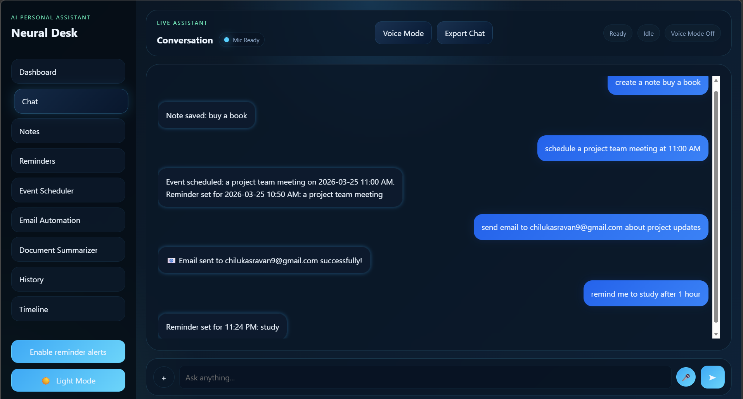 AI PERSONAL ASSISTANT
Neural Desk
Dashboard
Chat
Notes
Reminders
Event Scheduler
Email Automation
Document Summarizer
History
Timeline
Enable reminder alerts
Light Mode
LIVE ASSISTANT
Conversation
Mic Ready
Voice Mode
Export Chat
Ready
Idle
Voice Mode Off
create a note buy a book
Note saved: buy a book
schedule a project team meeting at 11:00 AM
Event scheduled: a project team meeting on 2026-03-25 11:00 AM.
Reminder set for 2026-03-25 10:50 AM: a project team meeting
send email to chilukasravan9@gmail.com about project updates
Email sent to chilukasravan9@gmail.com successfully!
remind me to study after 1 hour
Reminder set for 11:24 PM: study
+
Ask anything...